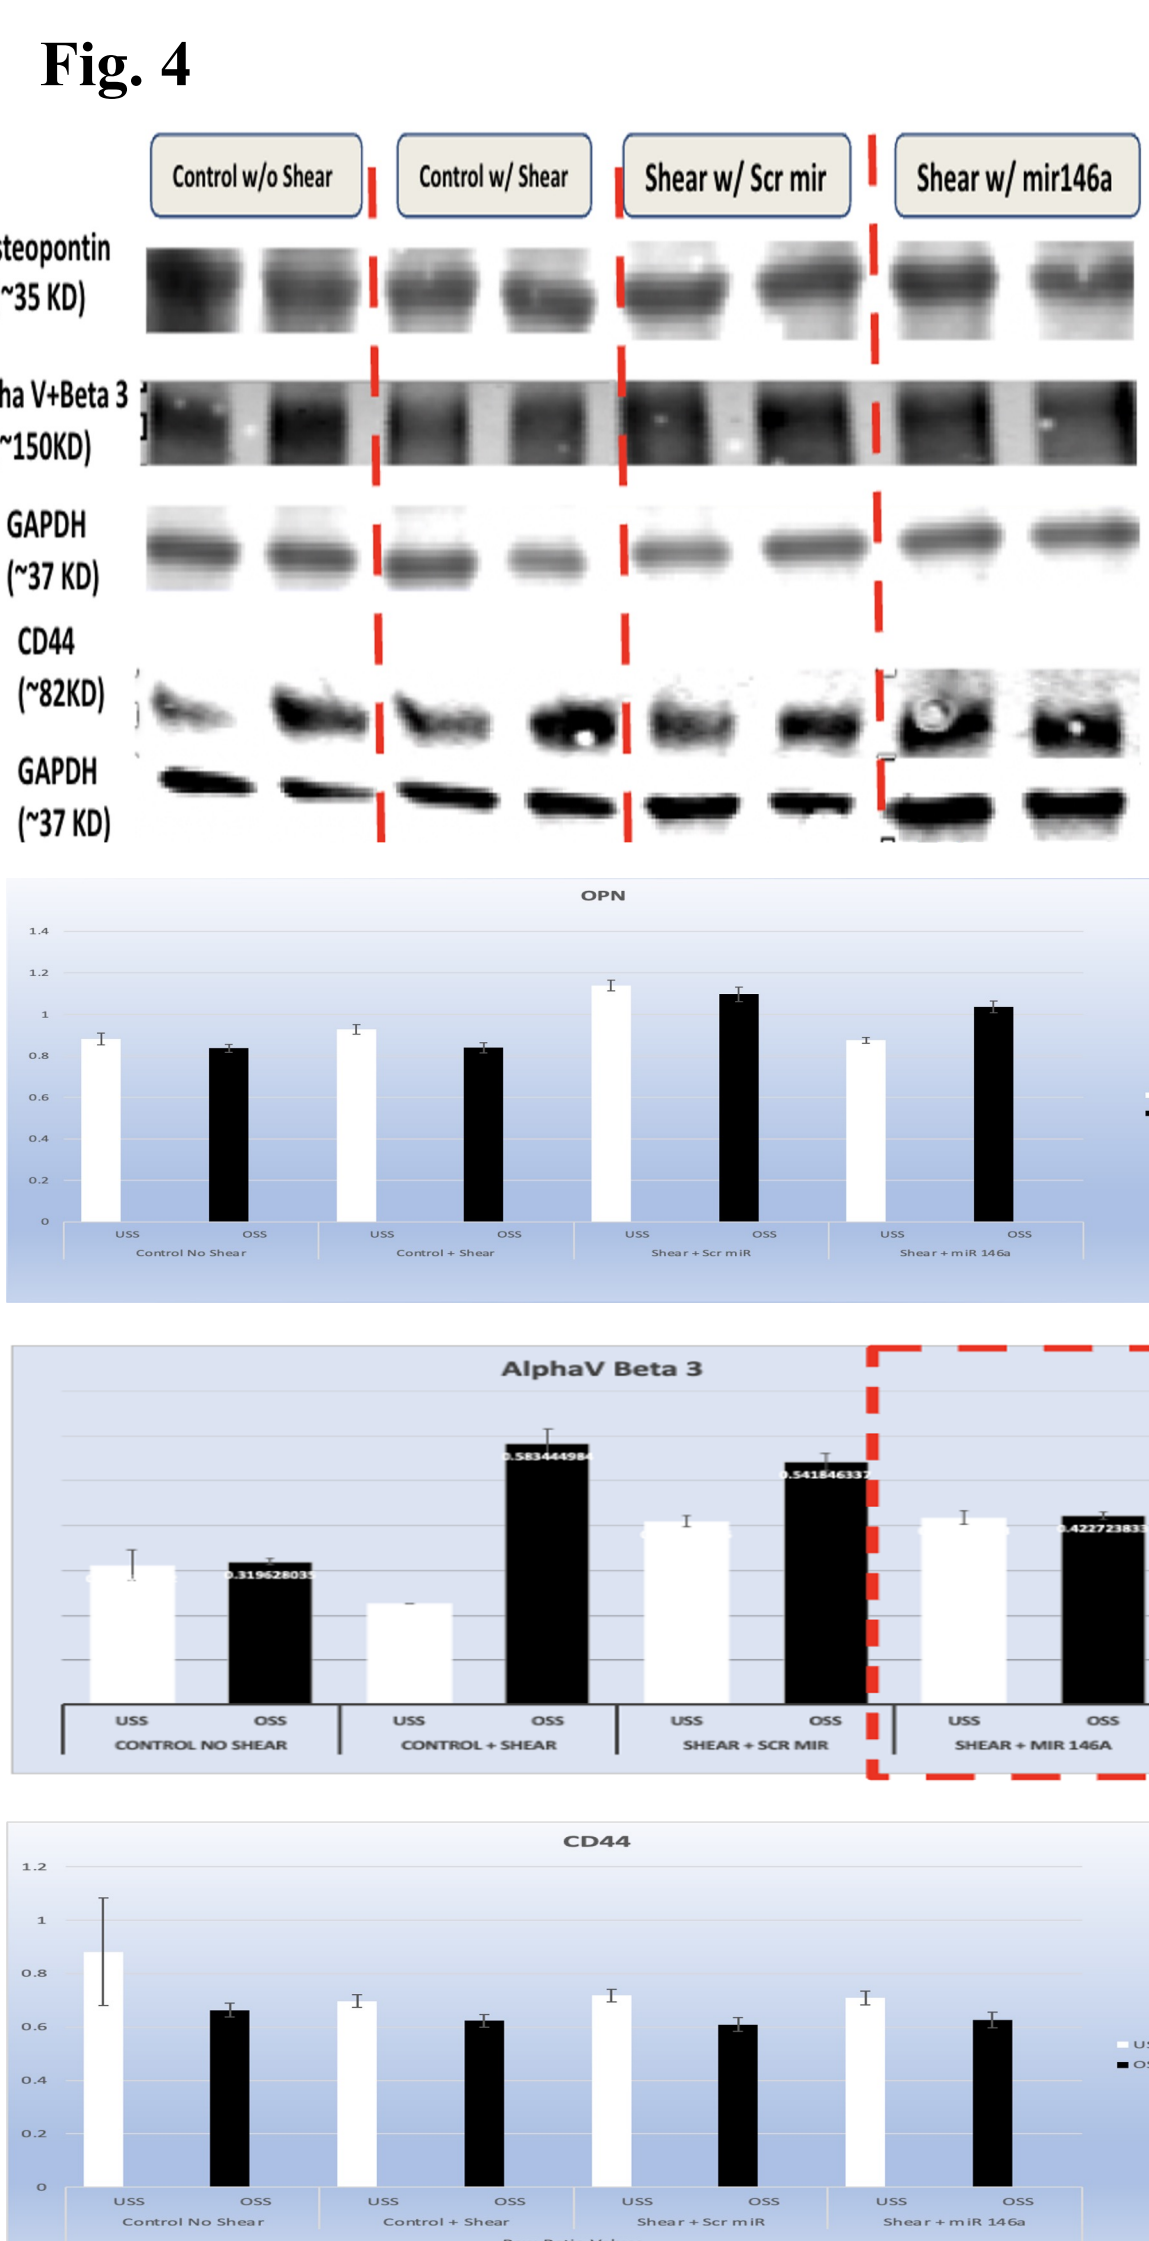 Fig. 4
Control w/o Shear
Control w/ Shear
Shear w/ Scr mir
Shear w/ mir146a
steopontin
~35 KD)
ha V+Beta 3
~150KD)
GAPDH
(~37 KD)
CD44
(~82KD)
GAPDH
(~37 KD)
OPN
1.4
1.2
1
0.8
0.6
0.4
0.2
0
USS OSS USS OSS USS OSS USS OSS
Control No Shear Control + Shear Shear + Scr miR Shear + miR 146a
AlphaV Beta 3
0.583444984
0.541846337
0.422723833
0.319628035
USS OSS USS OSS USS OSS USS OSS
CONTROL NO SHEAR CONTROL + SHEAR SHEAR + SCR MIR SHEAR + MIR 146A
CD44
1.2
1
0.8
0.6
0.4
0.2
0
US
OS
USS OSS USS OSS USS OSS USS OSS
Control No Shear Control + Shear Shear + Scr miR Shear + miR 146a